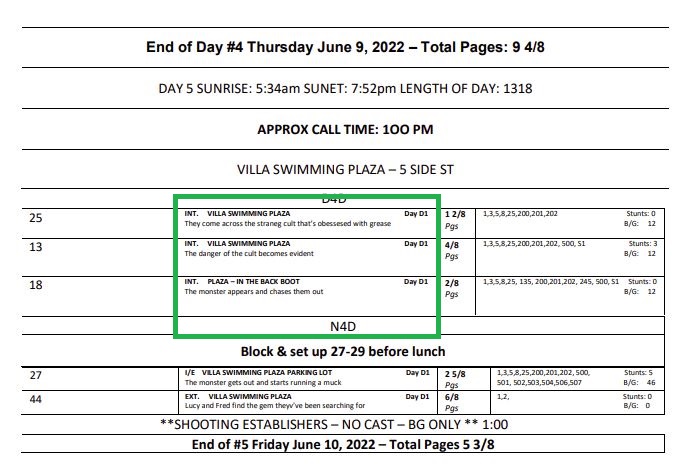 End of Day #4 Thursday June 9, 2022 – Total Pages: 9 4/8
DAY 5 SUNRISE: 5:34am SUNET: 7:52pm LENGTH OF DAY: 1318
APPROX CALL TIME: 1OO PM
VILLA SWIMMING PLAZA – 5 SIDE ST
D4D
25 INT. VILLA SWIMMING PLAZA Day D1 1 2/8 1,3,5,8,25,200,201,202 Stunts: 0
They come across the straneg cult that's obsessesed with grease Pgs B/G: 12
13 INT. VILLA SWIMMING PLAZA Day D1 4/8 1,3,5,8,25,200,201,202, 500, S1 Stunts: 3
The danger of the cult becomes evident Pgs B/G: 12
18 INT. PLAZA – IN THE BACK BOOT Day D1 2/8 1,3,5,8,25, 135, 200,201,202, 245, 500, S1 Stunts: 0
The monster appears and chases them out Pgs B/G: 12
N4D
Block & set up 27-29 before lunch
27 I/E VILLA SWIMMING PLAZA PARKING LOT Day D1 2 5/8 1,3,5,8,25,200,201,202, 500, Stunts: 5
The monster gets out and starts running a muck Pgs 501, 502,503,504,506,507 B/G: 46
44 EXT. VILLA SWIMMING PLAZA Day D1 6/8 1,2, Stunts: 0
Lucy and Fred find the gem theyv've been searching for Pgs B/G: 0
**SHOOTING ESTABLISHERS – NO CAST – BG ONLY ** 1:00
End of #5 Friday June 10, 2022 – Total Pages 5 3/8